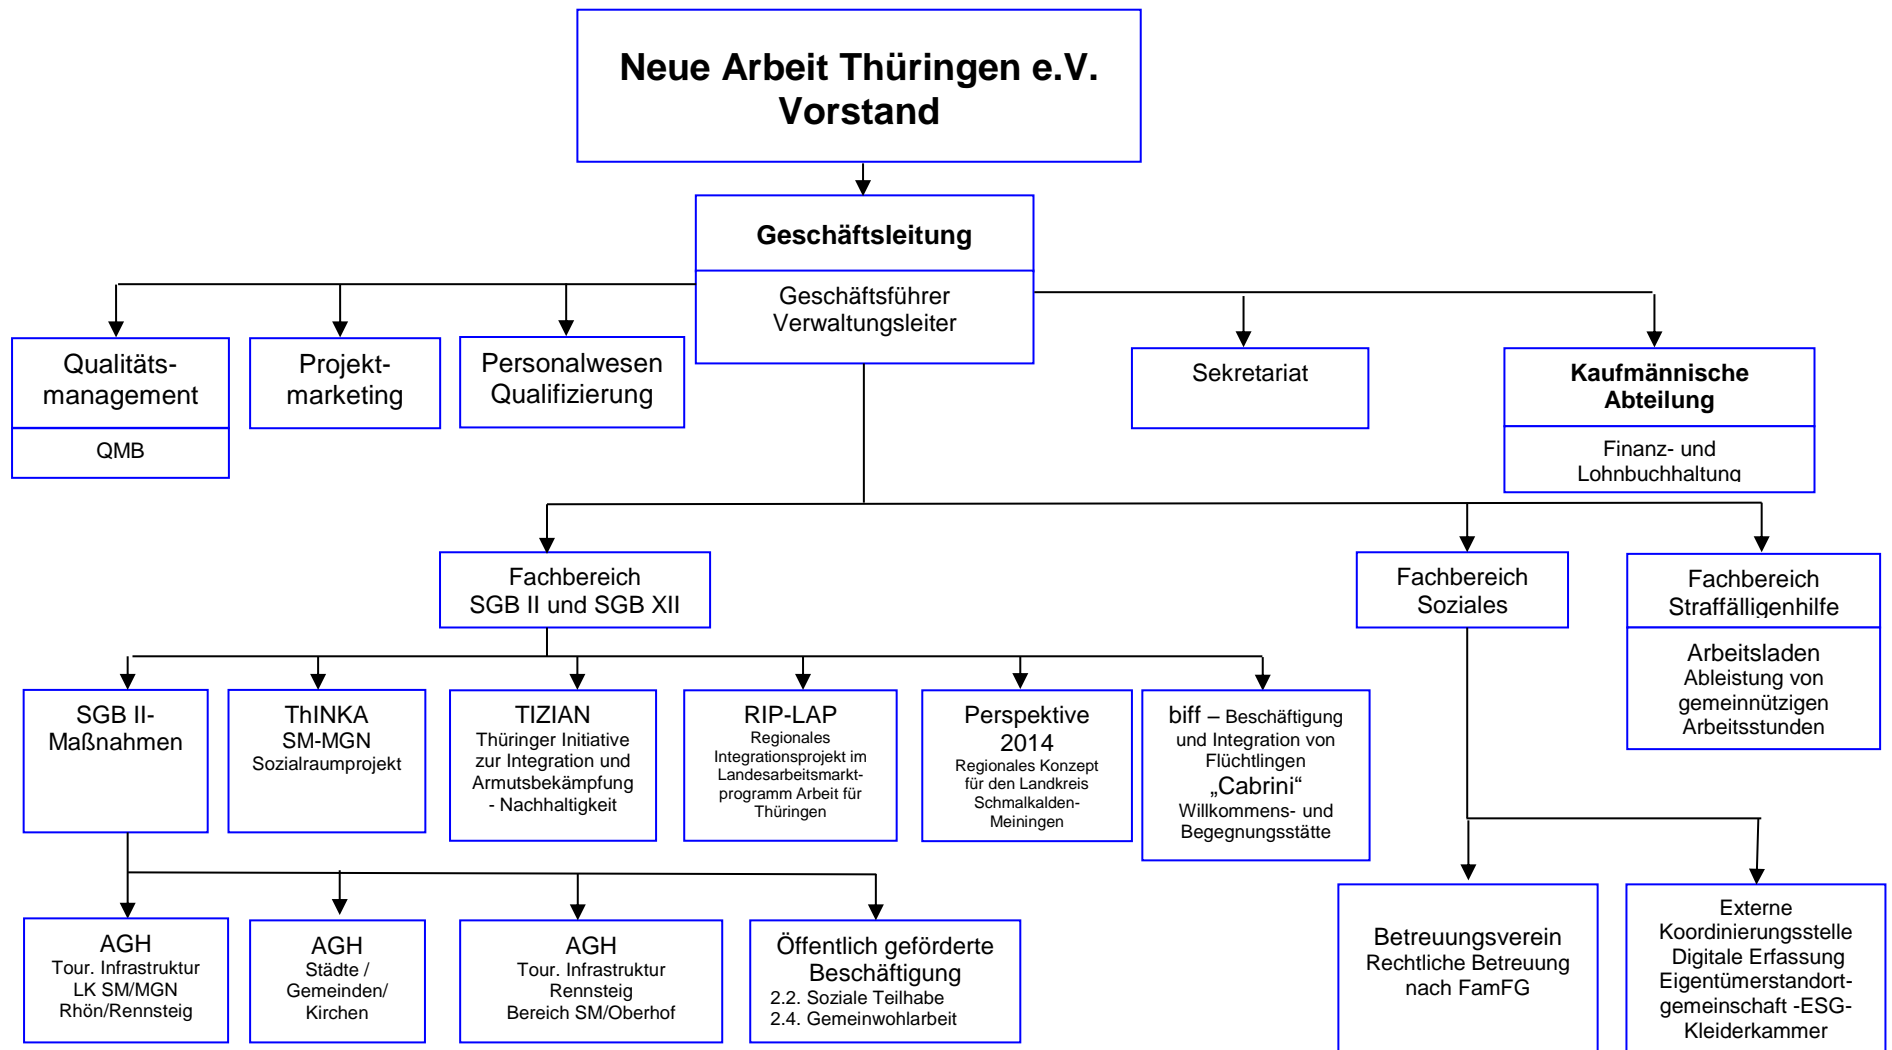 Neue Arbeit Thüringen e.V.
Vorstand
Geschäftsleitung
Geschäftsführer
Verwaltungsleiter
Qualitäts-
management
QMB
Projekt-
marketing
Personalwesen
Qualifizierung
Sekretariat
Kaufmännische
Abteilung
Finanz- und
Lohnbuchhaltung
Fachbereich
SGB II und SGB XII
Fachbereich
Soziales
Fachbereich
Straffälligenhilfe
Arbeitsladen
Ableistung von
gemeinnützigen
Arbeitsstunden
SGB II-
Maßnahmen
ThINKA
SM-MGN
Sozialraumprojekt
TIZIAN
Thüringer Initiative
zur Integration und
Armutsbekämpfung
- Nachhaltigkeit
RIP-LAP
Regionales
Integrationsprojekt im
Landesarbeitsmarkt-
programm Arbeit für
Thüringen
Perspektive
2014
Regionales Konzept
für den Landkreis
Schmalkalden-
Meiningen
biff – Beschäftigung
und Integration von
Flüchtlingen
„Cabrini“
Willkommens- und
Begegnungsstätte
AGH
Tour. Infrastruktur
LK SM/MGN
Rhön/Rennsteig
AGH
Städte /
Gemeinden/
Kirchen
AGH
Tour. Infrastruktur
Rennsteig
Bereich SM/Oberhof
Öffentlich geförderte
Beschäftigung
2.2. Soziale Teilhabe
2.4. Gemeinwohlarbeit
Betreuungsverein
Rechtliche Betreuung
nach FamFG
Externe
Koordinierungsstelle
Digitale Erfassung
Eigentümerstandort-
gemeinschaft -ESG-
Kleiderkammer